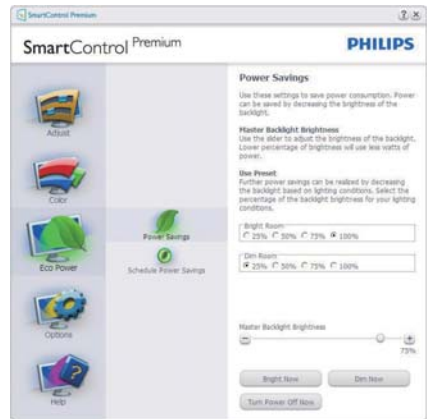 SmartControl Premium
SmartControl Premium
PHILIPS
Adjust
Color
Eco Power
Options
Help
Power Savings
Schedule Power Savings
Power Savings
Use these settings to save power consumption. Power
can be saved by decreasing the brightness of the
backlight.
Master Backlight Brightness
Use the slider to adjust the brightness of the backlight.
Lower percentage of brightness will use less watts of
power.
Use Preset
Further power savings can be realized by decreasing
the backlight based on lighting conditions. Select the
percentage of the backlight brightness for your lighting
conditions.
Bright Room
25% 50% 75% 100%
Dim Room
25% 50% 75% 100%
Master Backlight Brightness
75%
Bright Now Dim Now
Turn Power Off Now